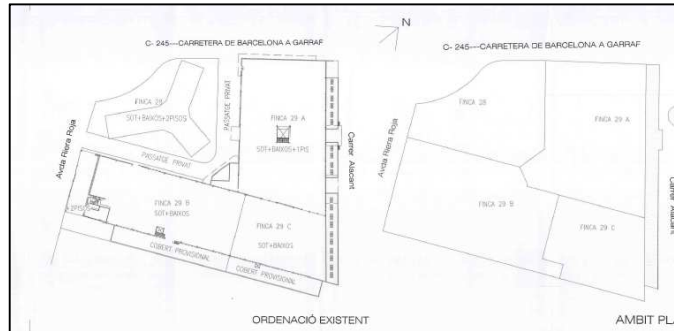 N
C- 245---CARRETERA DE BARCELONA A GARRAF
FINCA 28
SOT+BAIXOS+2PISOS
PASSATGE PRIVAT
FINCA 29 A
SOT+BAIXOS+1PIS
Carrer Alacant
Avda Riera Roja
PASSATGE PRIVAT
FINCA 29 B
SOT+BAIXOS
FINCA 29 C
SOT+BAIXOS
COBERT PROVISIONAL
COBERT PROVISIONAL
ORDENACIÓ EXISTENT
C- 245---CARRETERA DE BARCELONA A GARRAF
FINCA 28
FINCA 29 A
Avda Riera Roja
FINCA 29 B
FINCA 29 C
Carrer Alacant
AMBIT PL